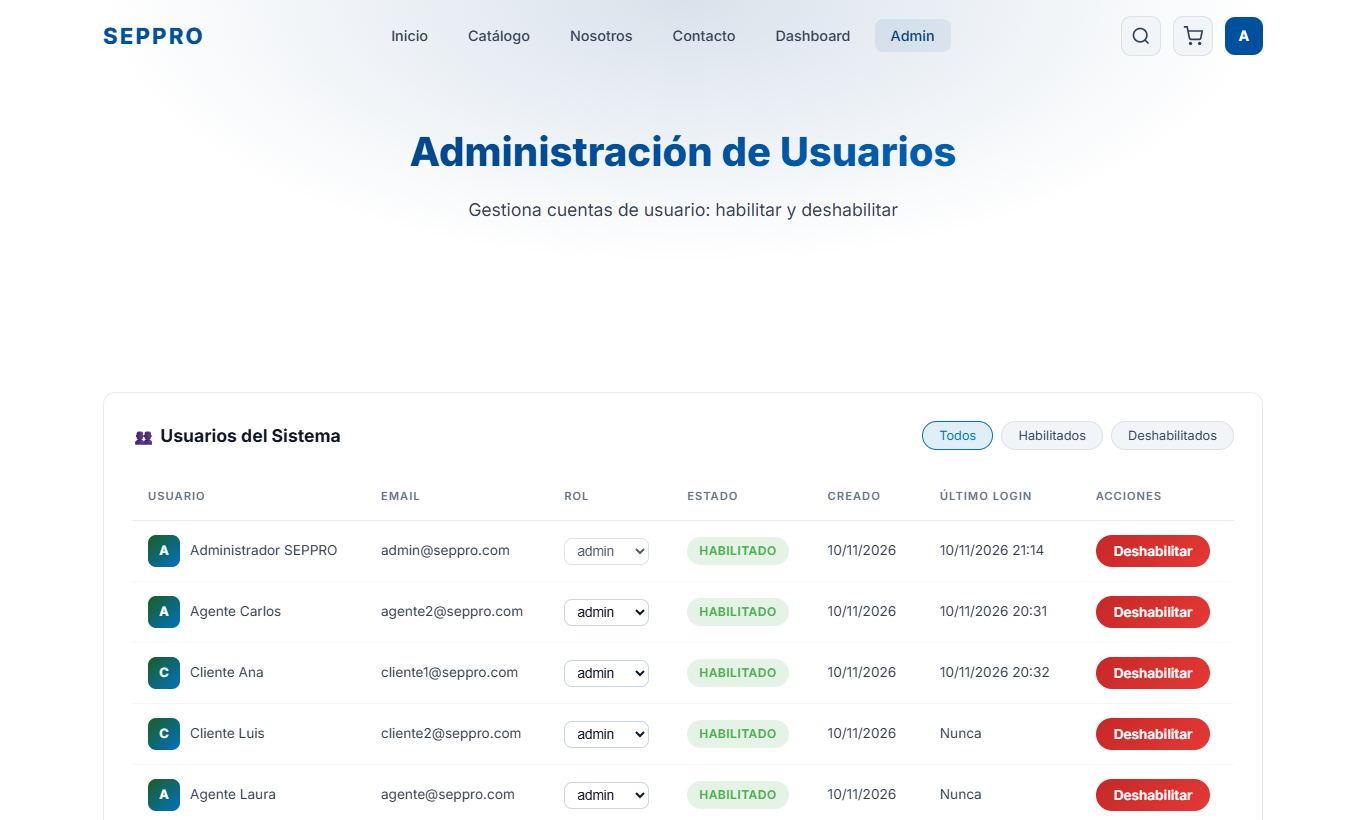 SEPPRO Inicio Catálogo Nosotros Contacto Dashboard Admin A
Administración de Usuarios
Gestiona cuentas de usuario: habilitar y deshabilitar
Usuarios del Sistema Todos Habilitados Deshabilitados
USUARIO EMAIL ROL ESTADO CREADO ÚLTIMO LOGIN ACCIONES
A Administrador SEPPRO admin@seppro.com admin HABILITADO 10/11/2026 10/11/2026 21:14 Deshabilitar
A Agente Carlos agente2@seppro.com admin HABILITADO 10/11/2026 10/11/2026 20:31 Deshabilitar
C Cliente Ana cliente1@seppro.com admin HABILITADO 10/11/2026 10/11/2026 20:32 Deshabilitar
C Cliente Luis cliente2@seppro.com admin HABILITADO 10/11/2026 Nunca Deshabilitar
A Agente Laura agente@seppro.com admin HABILITADO 10/11/2026 Nunca Deshabilitar